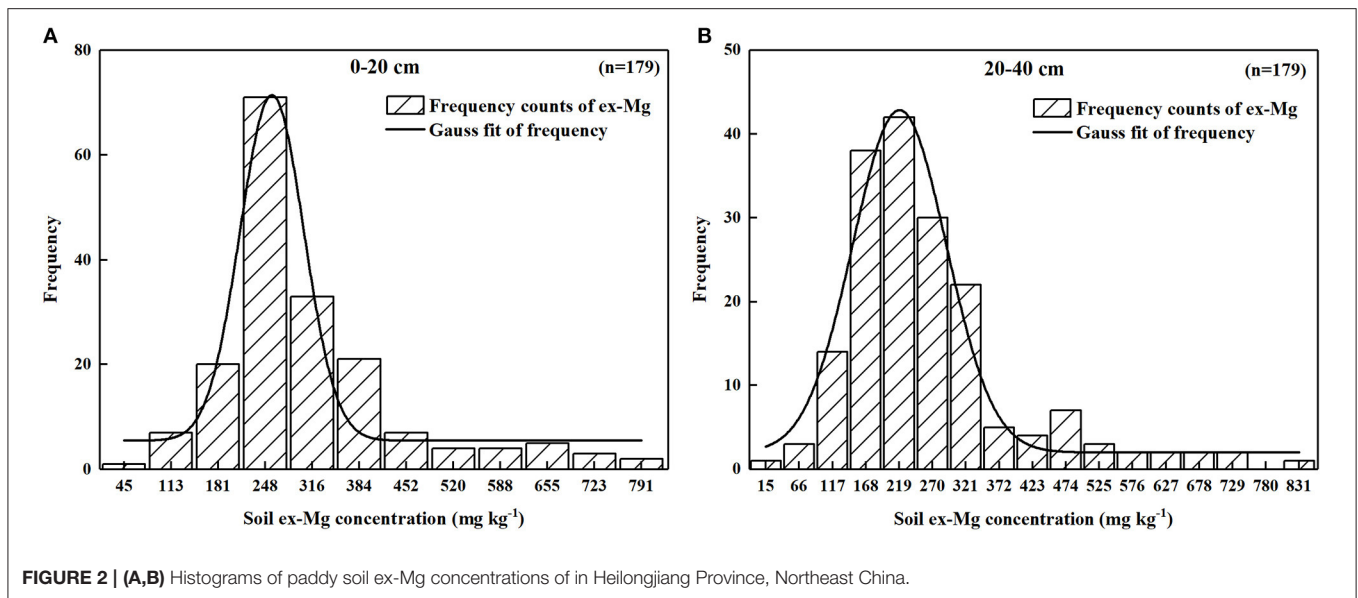 A
0-20 cm
(n=179)
Frequency counts of ex-Mg
Gauss fit of frequency
80
60
40
20
0
Frequency
45 113 181 248 316 384 452 520 588 655 723 791
Soil ex-Mg concentration (mg kg⁻¹)
B
20-40 cm
(n=179)
Frequency counts of ex-Mg
Gauss fit of frequency
50
40
30
20
10
0
Frequency
15 66 117 168 219 270 321 372 423 474 525 576 627 678 729 780 831
Soil ex-Mg concentration (mg kg⁻¹)
FIGURE 2 | (A,B) Histograms of paddy soil ex-Mg concentrations of in Heilongjiang Province, Northeast China.